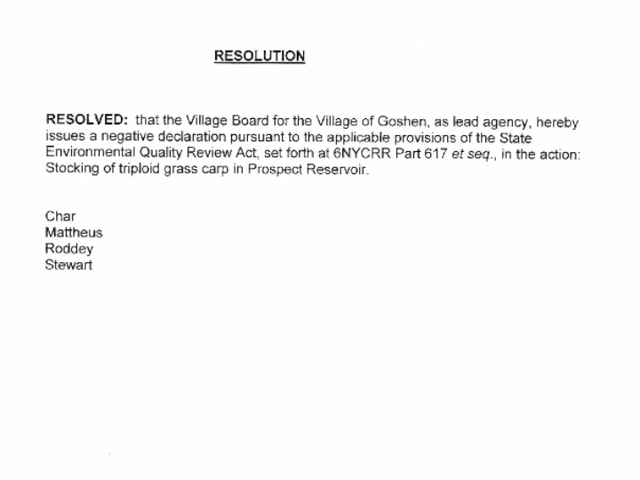 RESOLUTION
RESOLVED: that the Village Board for the Village of Goshen, as lead agency, hereby
issues a negative declaration pursuant to the applicable provisions of the State
Environmental Quality Review Act, set forth at 6NYCRR Part 617 et seq., in the action:
Stocking of triploid grass carp in Prospect Reservoir.
Char
Mattheus
Roddey
Stewart